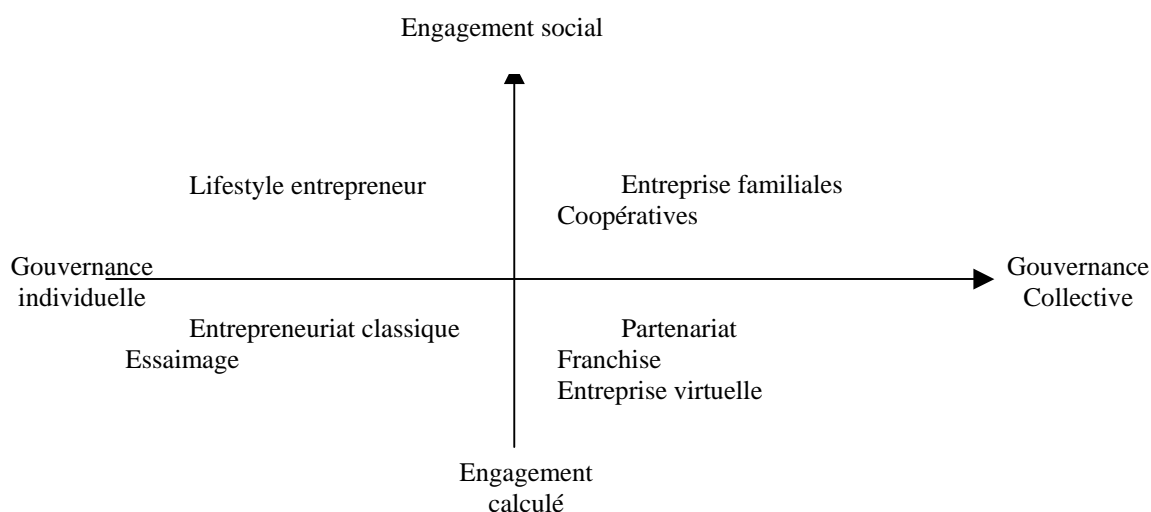 Engagement social
Lifestyle entrepreneur
Entreprise familiales
Coopératives
Gouvernance
individuelle
Gouvernance
Collective
Entrepreneuriat classique
Essaimage
Partenariat
Franchise
Entreprise virtuelle
Engagement
calculé